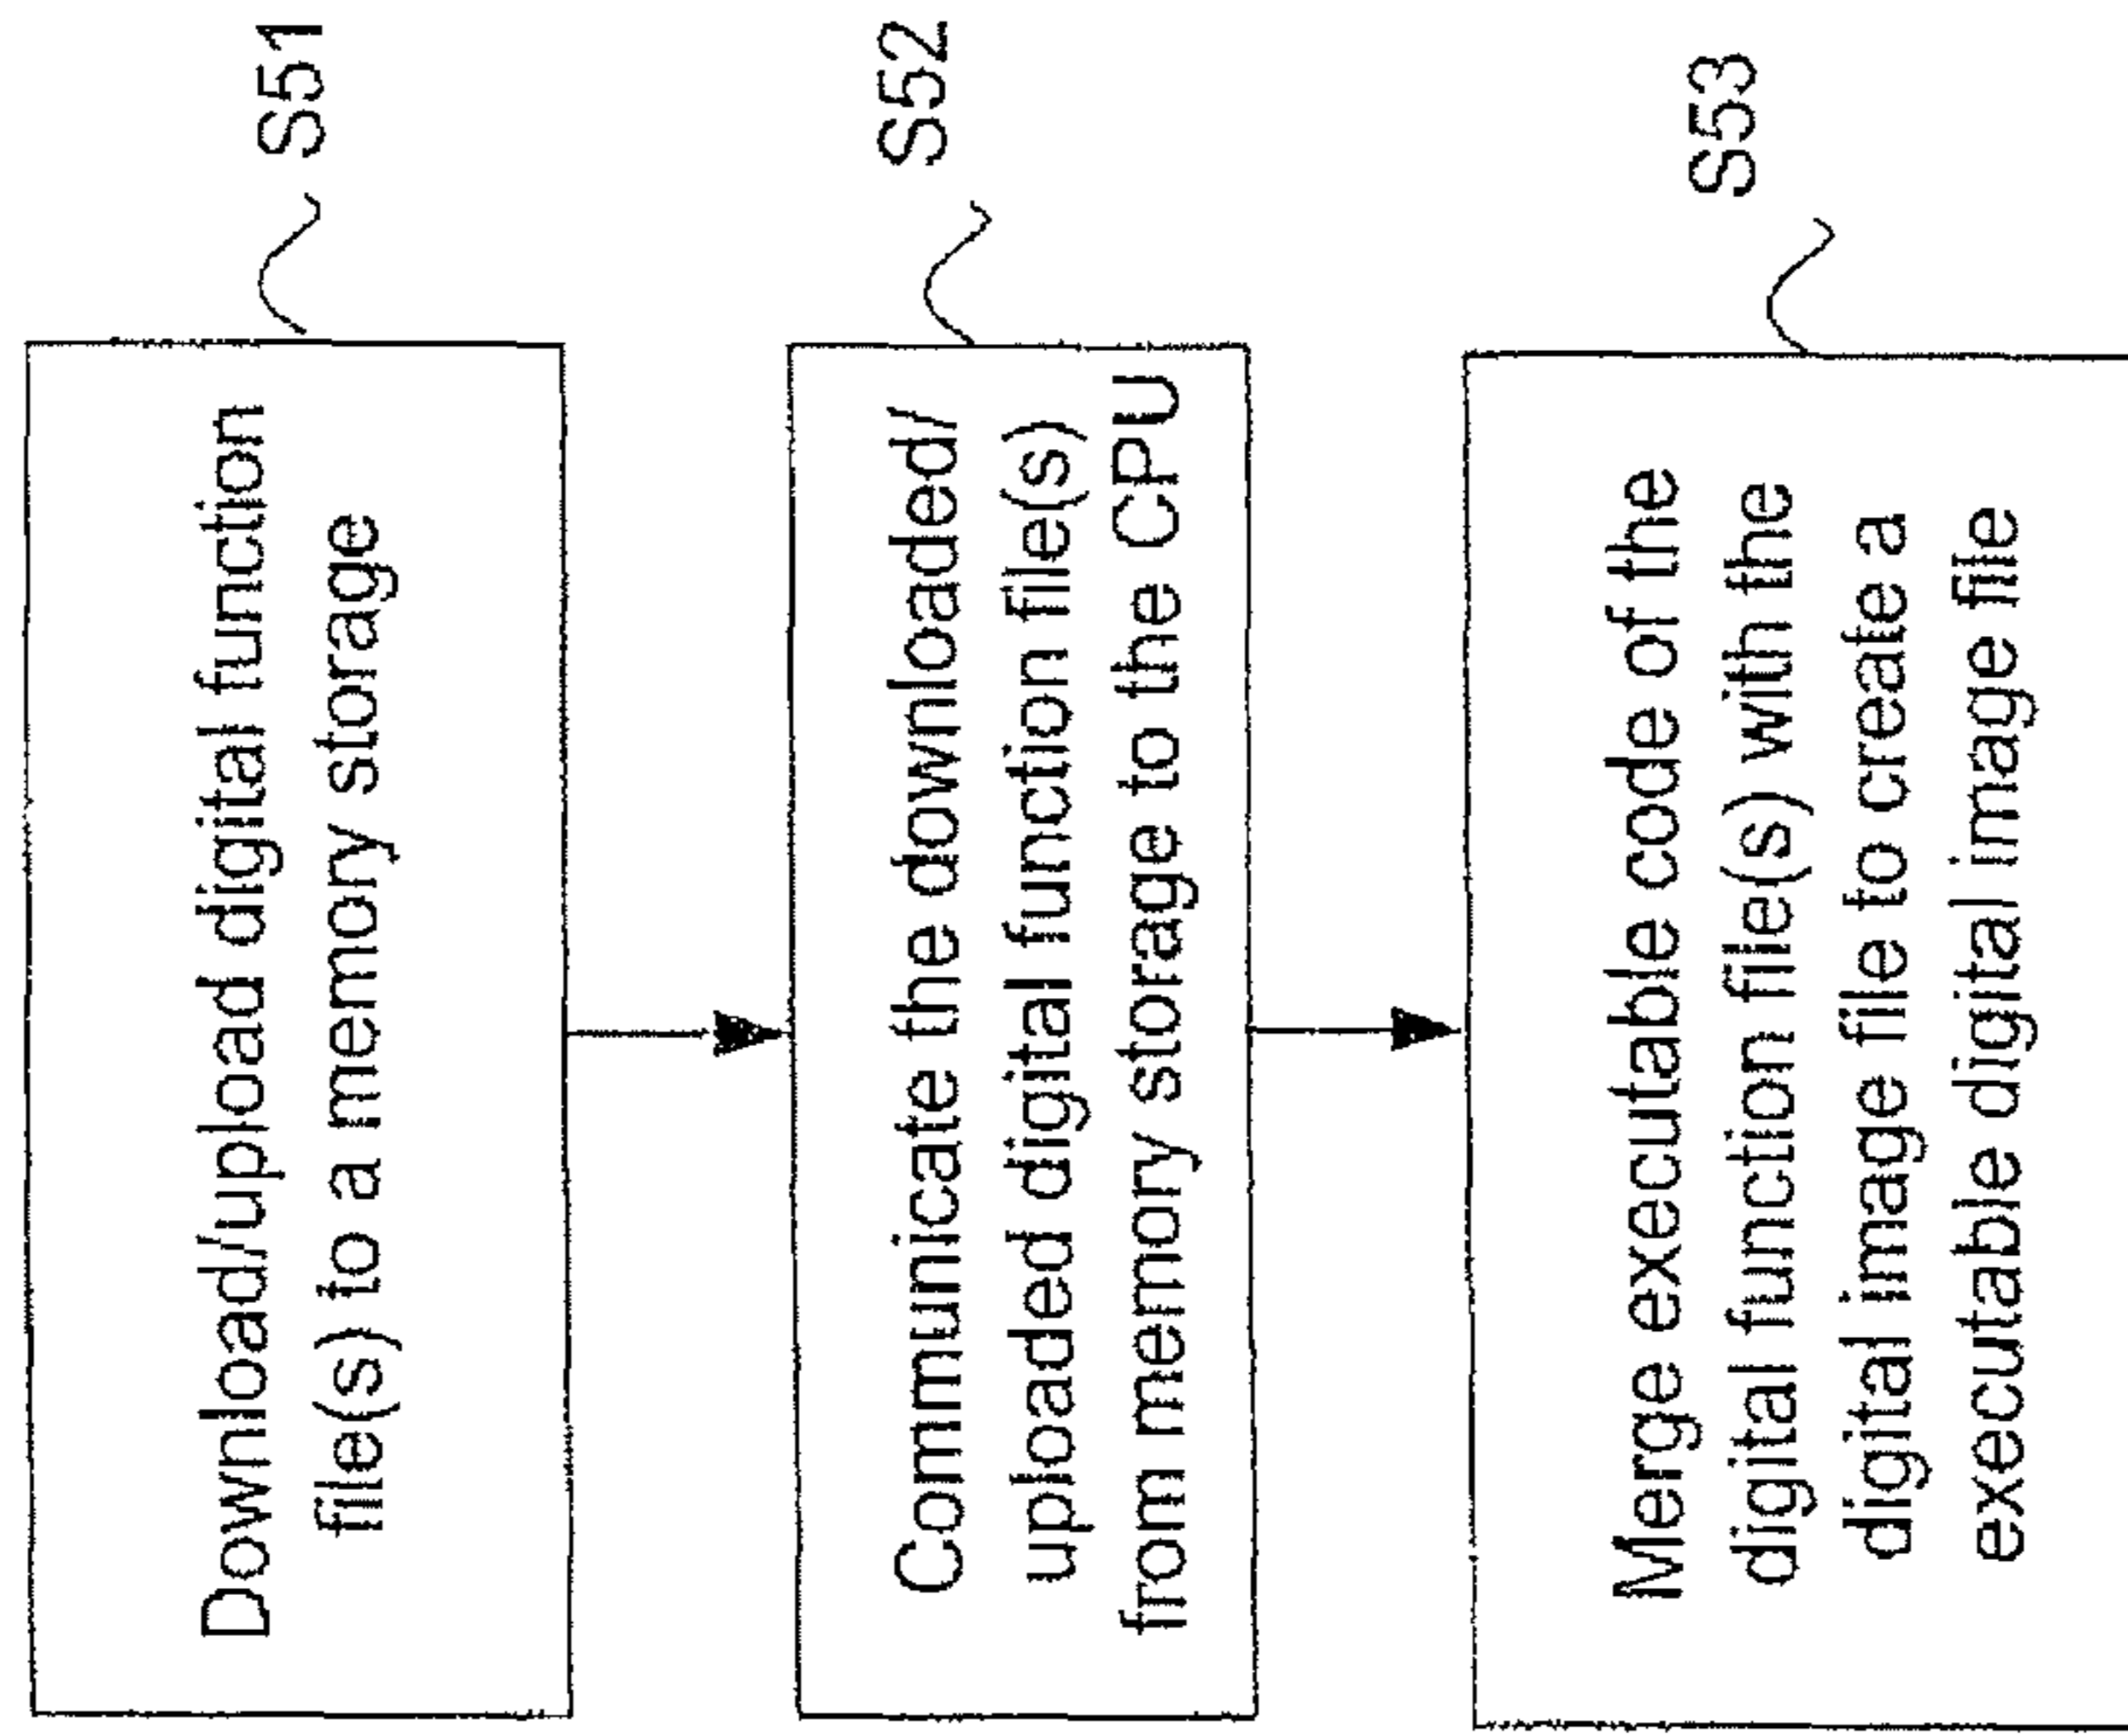 Download/upload digital function
file(s) to a memory storage
S51
Communicate the downloaded/
uploaded digital function file(s)
from memory storage to the CPU
S52
Merge executable code of the
digital function file(s) with the
digital image file to create a
executable digital image file
S53